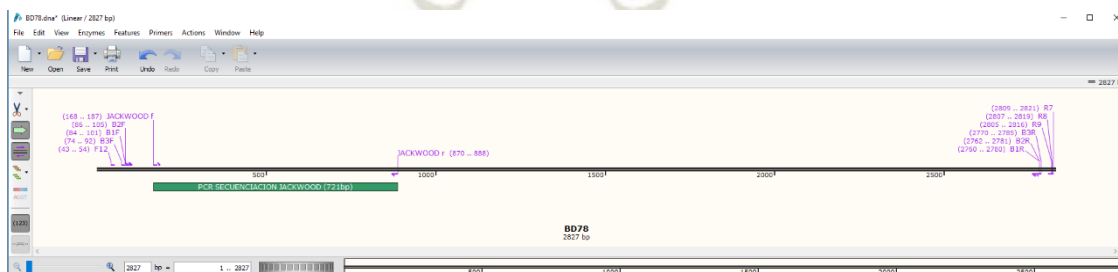 BD78.dna* (Linear / 2827 bp)
File Edit View Enzymes Features Primers Actions Window Help
New Open Save Print Undo Redo Copy Paste
2827
(168 .. 187) JACKWOOD f
(86 .. 105) B2F
(84 .. 101) B1F
(74 .. 92) B3F
(43 .. 54) F12
JACKWOOD r (870 .. 888)
(2809 .. 2821) R7
(2807 .. 2819) R8
(2805 .. 2816) R9
(2770 .. 2785) B3R
(2762 .. 2781) B2R
(2760 .. 2780) B1R
500 1000 1500 2000 2500
PCR SECUENCIACION JACKWOOD (721bp)
BD78
2827 bp
(123)
2827 bp = 1 .. 2827
500 1000 1500 2000 2500